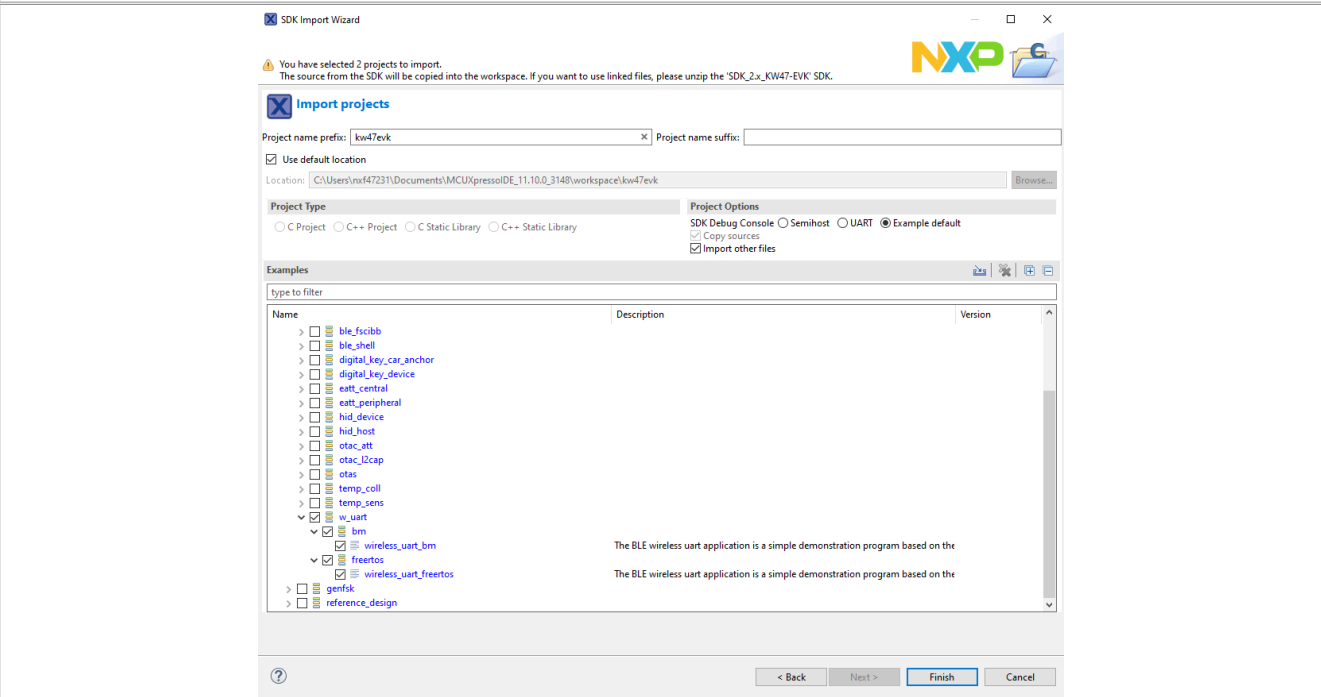 SDK Import Wizard
You have selected 2 projects to import.
The source from the SDK will be copied into the workspace. If you want to use linked files, please unzip the 'SDK_2.x_KW47-EVK' SDK.
NXP
Import projects
Project name prefix: kw47evk Project name suffix:
Use default location
Location: C:\Users\nxf47231\Documents\MCUXpressoIDE_11.10.0_3148\workspace\kw47evk Browse...
Project Type Project Options
C Project C++ Project C Static Library C++ Static Library SDK Debug Console Semihost UART Example default
Copy sources
Import other files
Examples
type to filter
Name Description Version
ble_fscibb
ble_shell
digital_key_car_anchor
digital_key_device
eatt_central
eatt_peripheral
hid_device
hid_host
otac_att
otac_l2cap
otas
temp_coll
temp_sens
w_uart
bm
wireless_uart_bm The BLE wireless uart application is a simple demonstration program based on the
freertos
wireless_uart_freertos The BLE wireless uart application is a simple demonstration program based on the
genfsk
reference_design
? < Back Next > Finish Cancel